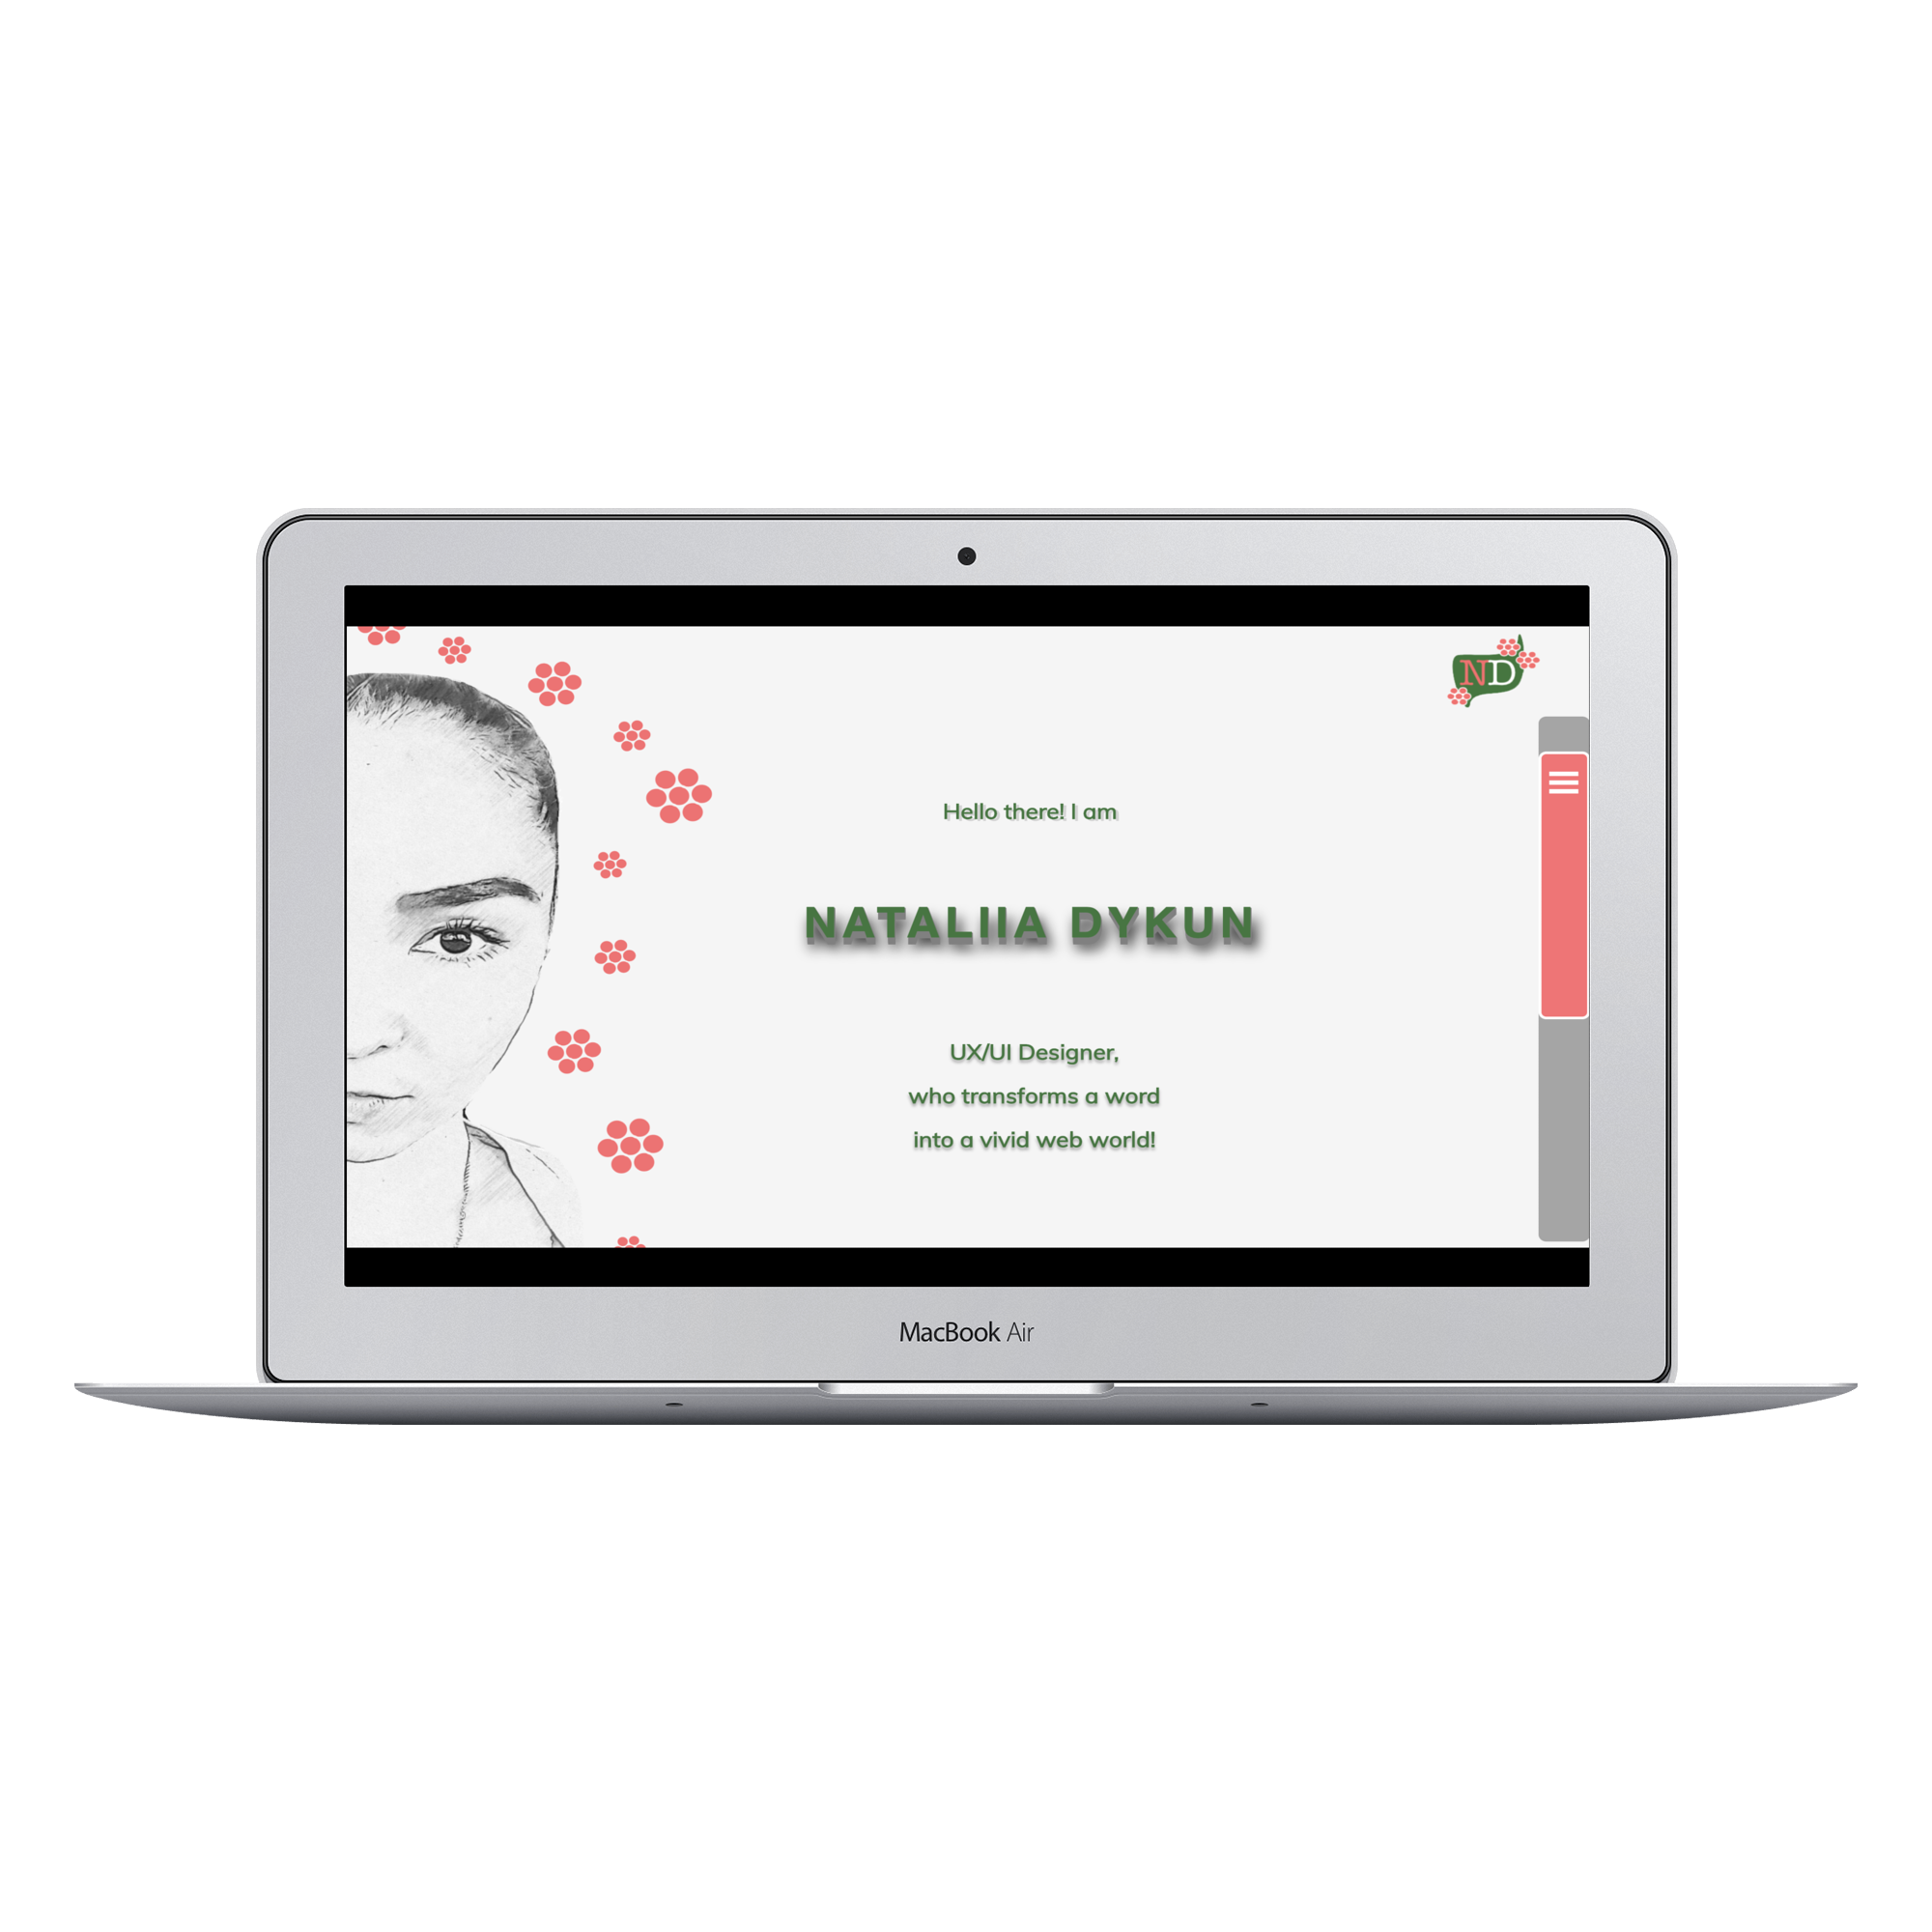 ND
Hello there! I am
NATALIIA DYKUN
UX/UI Designer,
who transforms a word
into a vivid web world!
MacBook Air